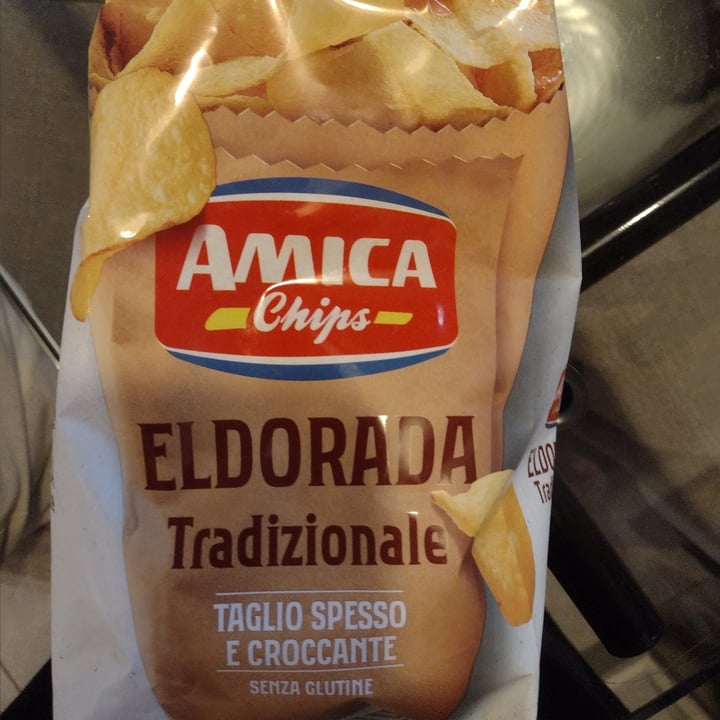 AMICA
Chips
ELDORADA
Tradizionale
TAGLIO SPESSO
E CROCCANTE
SENZA GLUTINE